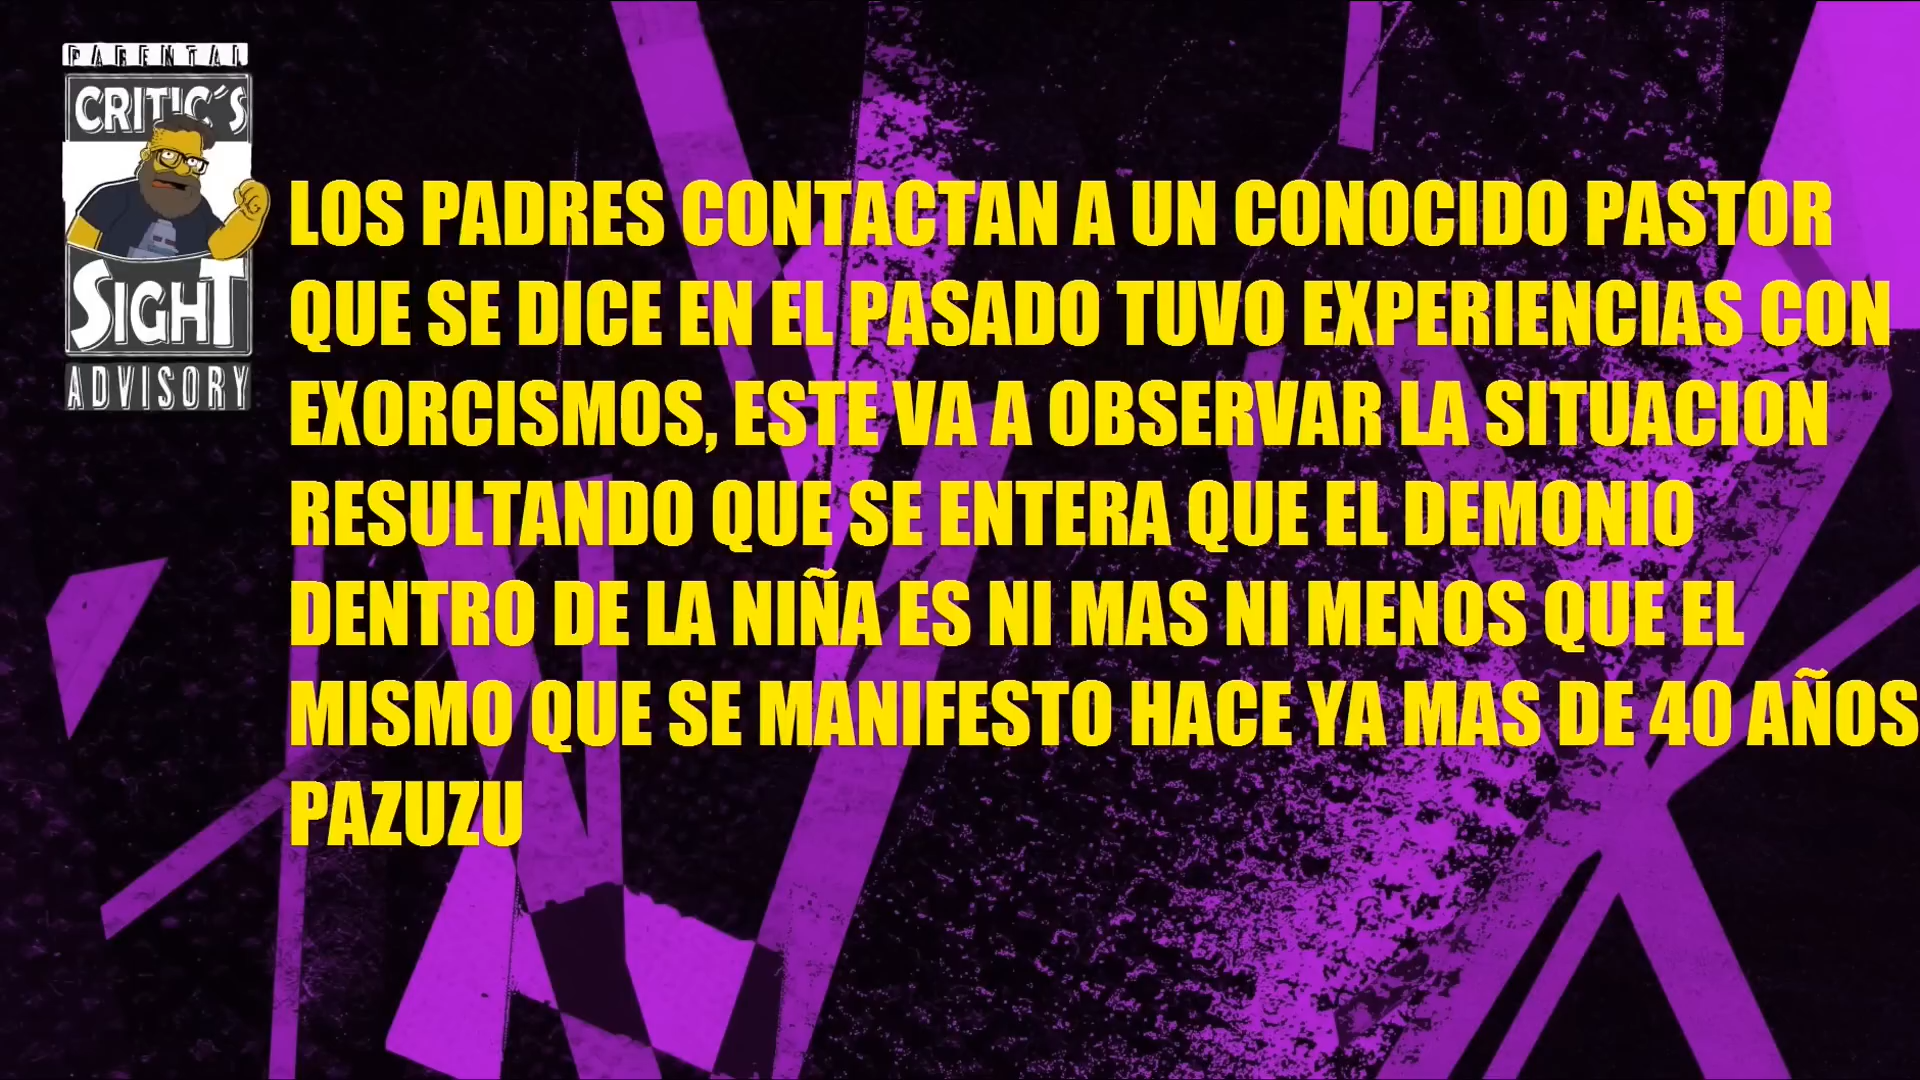 PARENTAL
CRITIC´S
SIGHT
ADVISORY
LOS PADRES CONTACTAN A UN CONOCIDO PASTOR
QUE SE DICE EN EL PASADO TUVO EXPERIENCIAS CON
EXORCISMOS, ESTE VA A OBSERVAR LA SITUACION
RESULTANDO QUE SE ENTERA QUE EL DEMONIO
DENTRO DE LA NIÑA ES NI MAS NI MENOS QUE EL
MISMO QUE SE MANIFESTO HACE YA MAS DE 40 AÑOS
PAZUZU